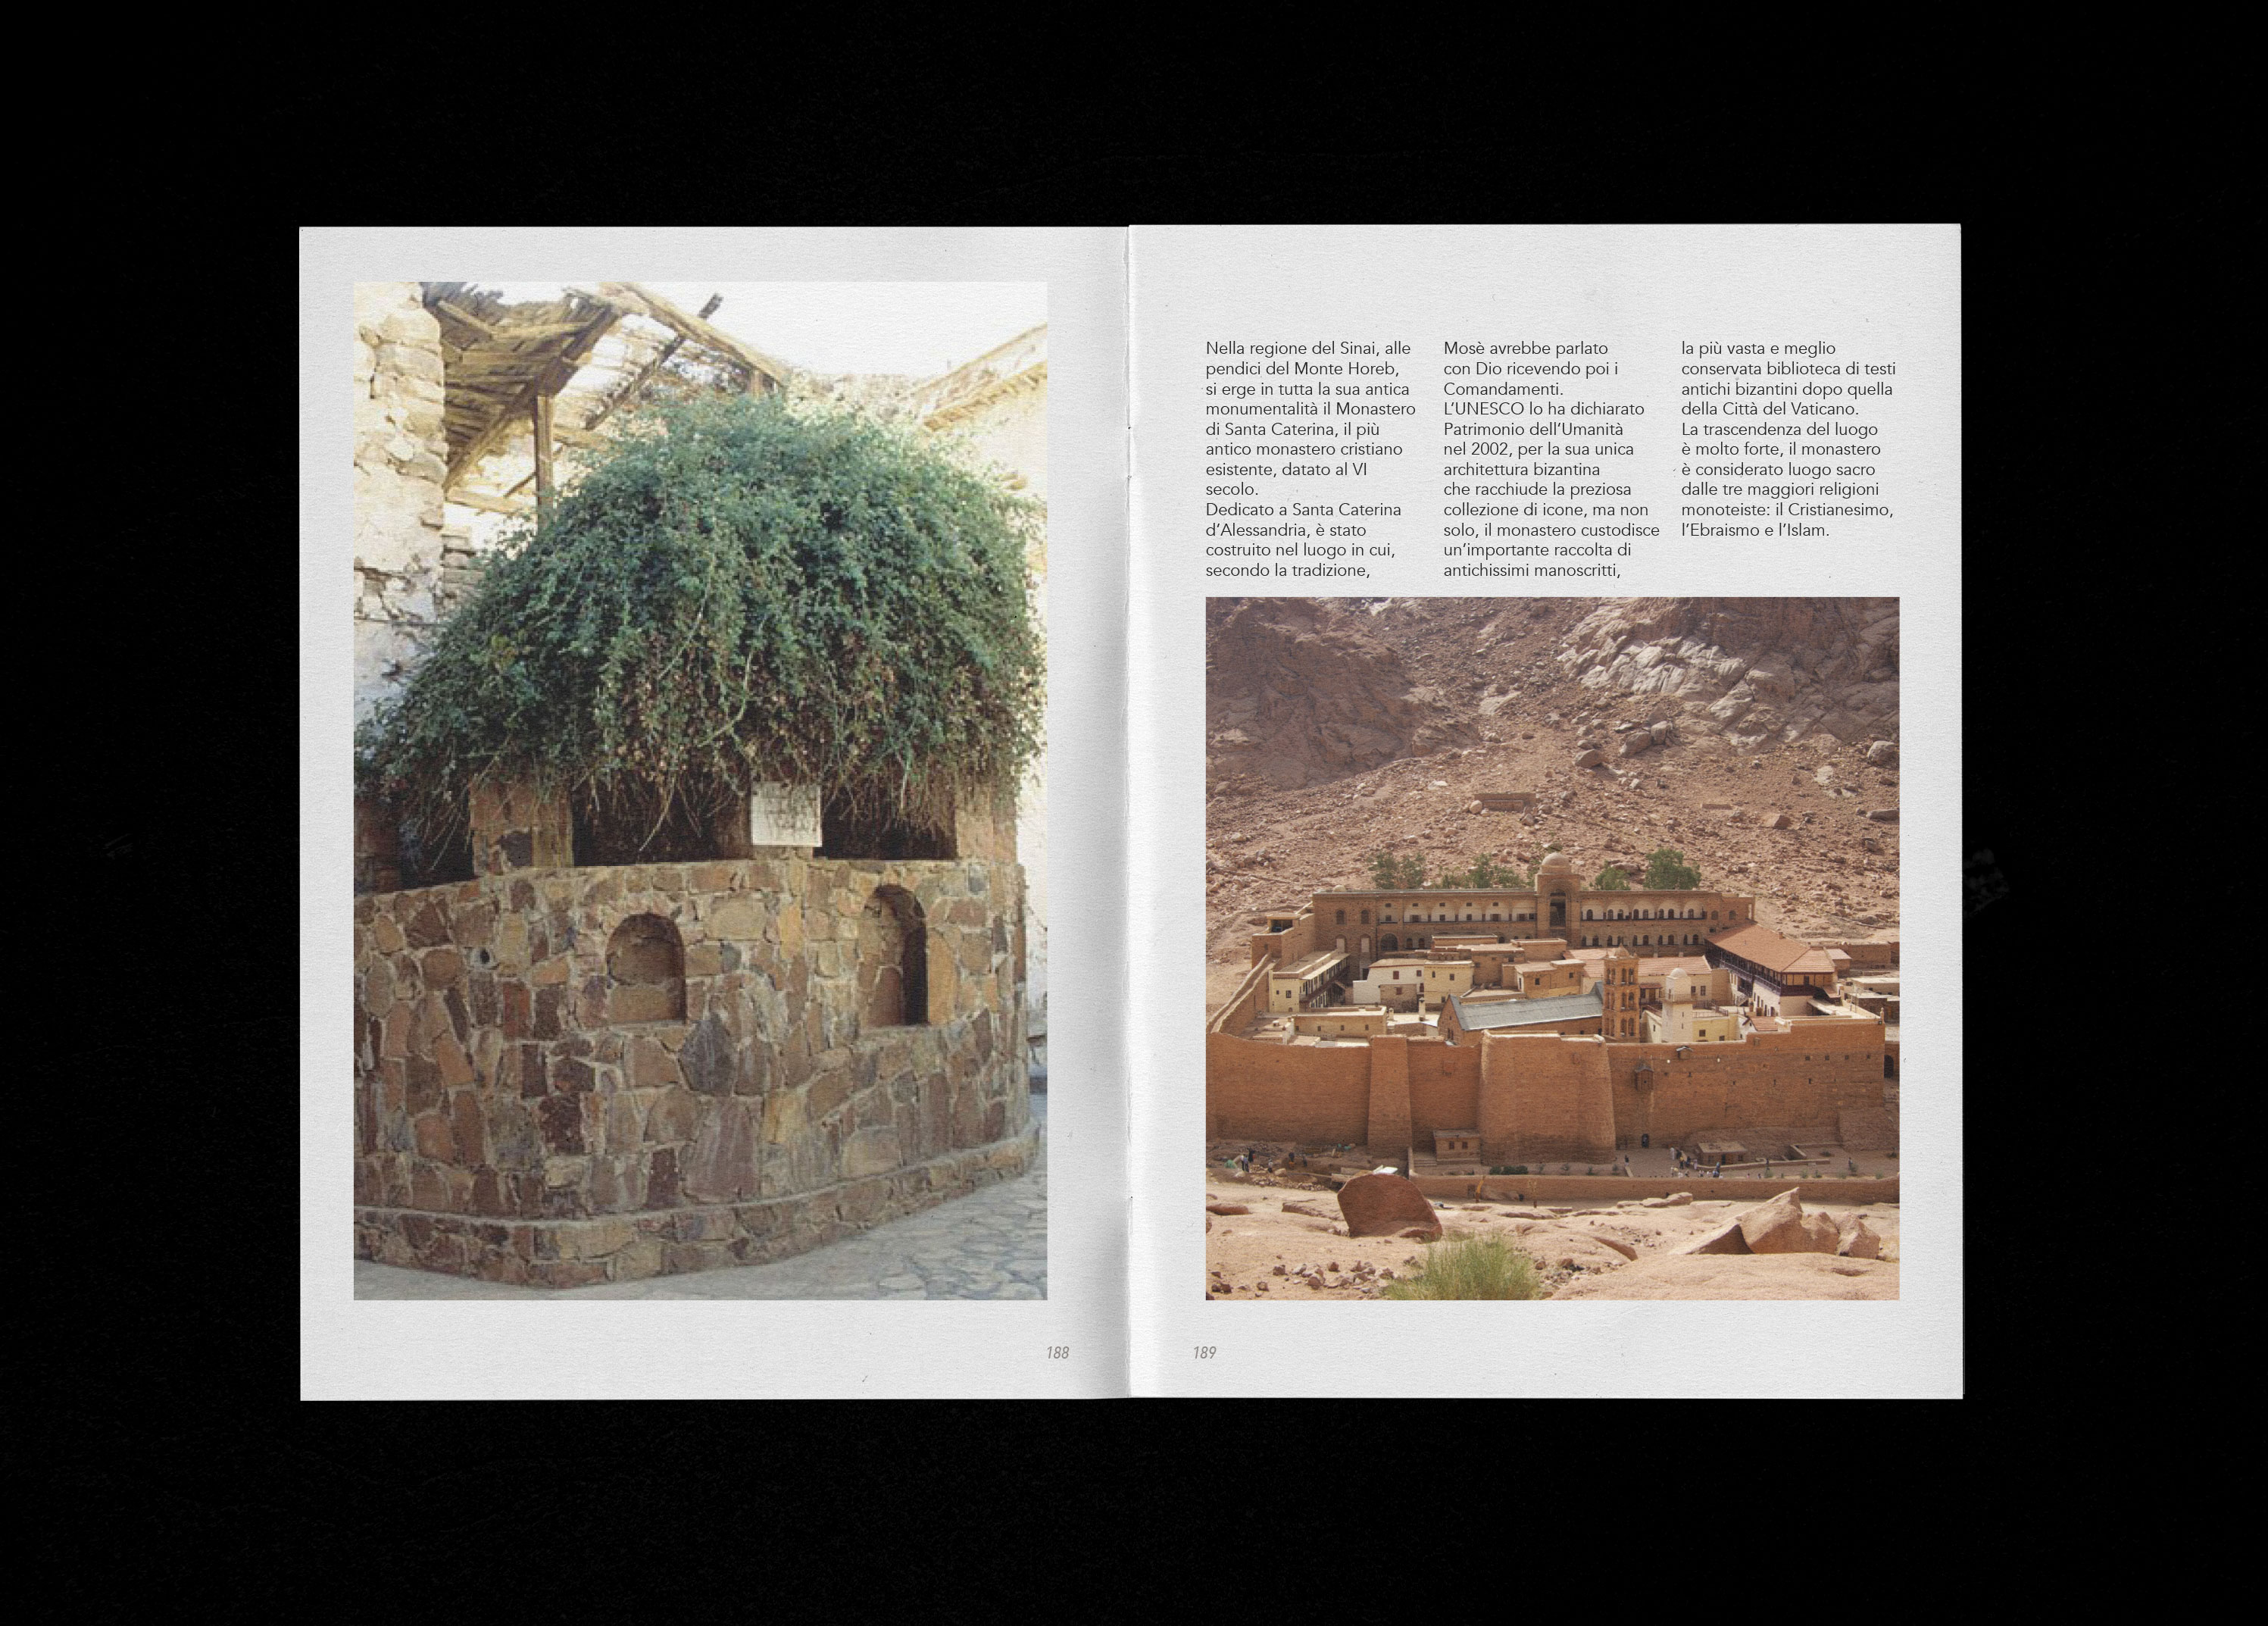 Nella regione del Sinai, alle
pendici del Monte Horeb,
si erge in tutta la sua antica
monumentalità il Monastero
di Santa Caterina, il più
antico monastero cristiano
esistente, datato al VI
secolo.
Dedicato a Santa Caterina
d’Alessandria, è stato
costruito nel luogo in cui,
secondo la tradizione,
Mosè avrebbe parlato
con Dio ricevendo poi i
Comandamenti.
L’UNESCO lo ha dichiarato
Patrimonio dell’Umanità
nel 2002, per la sua unica
architettura bizantina
che racchiude la preziosa
collezione di icone, ma non
solo, il monastero custodisce
un’importante raccolta di
antichissimi manoscritti,
la più vasta e meglio
conservata biblioteca di testi
antichi bizantini dopo quella
della Città del Vaticano.
La trascendenza del luogo
è molto forte, il monastero
è considerato luogo sacro
dalle tre maggiori religioni
monoteiste: il Cristianesimo,
l’Ebraismo e l’Islam.
188
189